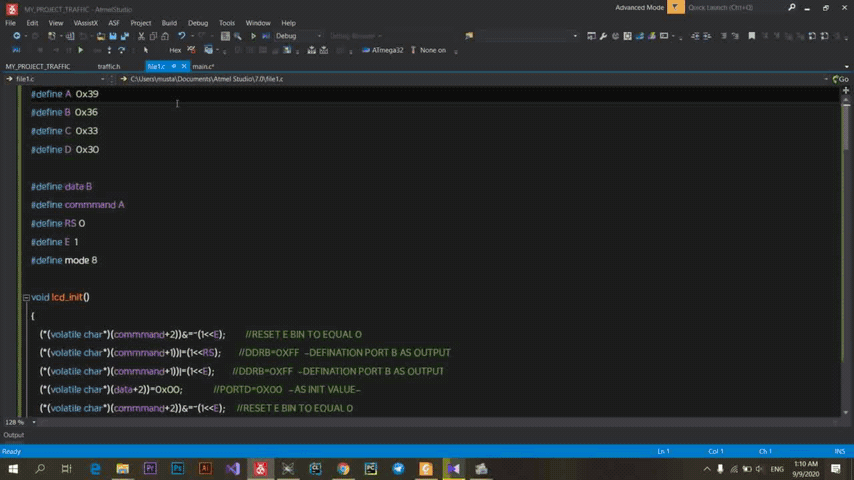 MY_PROJECT_TRAFFIC - AtmelStudio
Advanced Mode
Quick Launch (Ctrl+Q)
File Edit View VAssistX ASF Project Build Debug Tools Window Help
Hex Debug Debug Browser ATmega32 None on
MY_PROJECT_TRAFFIC traffic.h file1.c main.c*
file1.c C:\Users\musta\Documents\Atmel Studio\7.0\file1.c Go
#define A 0x39
#define B 0x36
#define C 0x33
#define D 0x30
#define data B
#define commmand A
#define RS 0
#define E 1
#define mode 8
void lcd_init()
{
(*(volatile char*)(commmand+2))&=~(1<<E); //RESET E BIN TO EQUAL 0
(*(volatile char*)(commmand+1))|=(1<<RS); //DDRB=0XFF ~DEFINATION PORT B AS OUTPUT
(*(volatile char*)(commmand+1))|=(1<<E); //DDRB=0XFF ~DEFINATION PORT B AS OUTPUT
(*(volatile char*)(data+2))=0x00; //PORTD=0X00 ~AS INIT VALUE~
(*(volatile char*)(commmand+2))&=~(1<<E); //RESET E BIN TO EQUAL 0
128 %
Output
Ready Ln 1 Col 1 Ch 1 INS
ENG
1:10 AM
9/9/2020